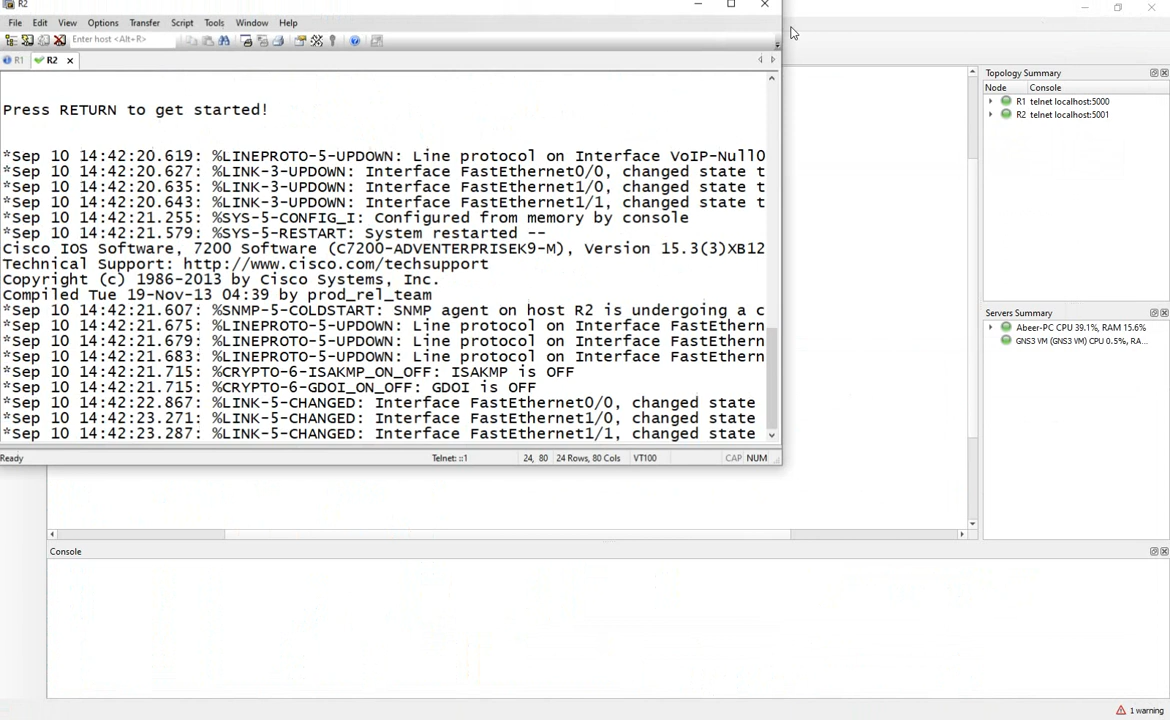 R2
File Edit View Options Transfer Script Tools Window Help
Enter host <Alt+R>
R1 R2
Press RETURN to get started!
*Sep 10 14:42:20.619: %LINEPROTO-5-UPDOWN: Line protocol on Interface VoIP-Null0
*Sep 10 14:42:20.627: %LINK-3-UPDOWN: Interface FastEthernet0/0, changed state t
*Sep 10 14:42:20.635: %LINK-3-UPDOWN: Interface FastEthernet1/0, changed state t
*Sep 10 14:42:20.643: %LINK-3-UPDOWN: Interface FastEthernet1/1, changed state t
*Sep 10 14:42:21.255: %SYS-5-CONFIG_I: Configured from memory by console
*Sep 10 14:42:21.579: %SYS-5-RESTART: System restarted --
Cisco IOS Software, 7200 Software (C7200-ADVENTERPRISEK9-M), Version 15.3(3)XB12
Technical Support: http://www.cisco.com/techsupport
Copyright (c) 1986-2013 by Cisco Systems, Inc.
Compiled Tue 19-Nov-13 04:39 by prod_rel_team
*Sep 10 14:42:21.607: %SNMP-5-COLDSTART: SNMP agent on host R2 is undergoing a c
*Sep 10 14:42:21.675: %LINEPROTO-5-UPDOWN: Line protocol on Interface FastEthern
*Sep 10 14:42:21.679: %LINEPROTO-5-UPDOWN: Line protocol on Interface FastEthern
*Sep 10 14:42:21.683: %LINEPROTO-5-UPDOWN: Line protocol on Interface FastEthern
*Sep 10 14:42:21.715: %CRYPTO-6-ISAKMP_ON_OFF: ISAKMP is OFF
*Sep 10 14:42:21.715: %CRYPTO-6-GDOI_ON_OFF: GDOI is OFF
*Sep 10 14:42:22.867: %LINK-5-CHANGED: Interface FastEthernet0/0, changed state
*Sep 10 14:42:23.271: %LINK-5-CHANGED: Interface FastEthernet1/0, changed state
*Sep 10 14:42:23.287: %LINK-5-CHANGED: Interface FastEthernet1/1, changed state
Ready Telnet: ::1 24, 80 24 Rows, 80 Cols VT100 CAP NUM
Topology Summary
Node Console
R1 telnet localhost:5000
R2 telnet localhost:5001
Servers Summary
Abeer-PC CPU 39.1%, RAM 15.6%
GNS3 VM (GNS3 VM) CPU 0.5%, RA...
Console
1 warning